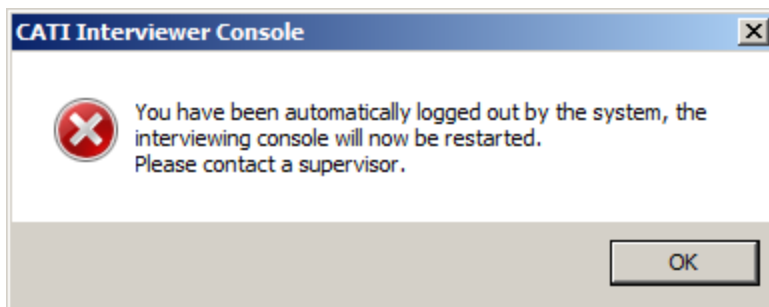 CATI Interviewer Console
You have been automatically logged out by the system, the
interviewing console will now be restarted.
Please contact a supervisor.
OK